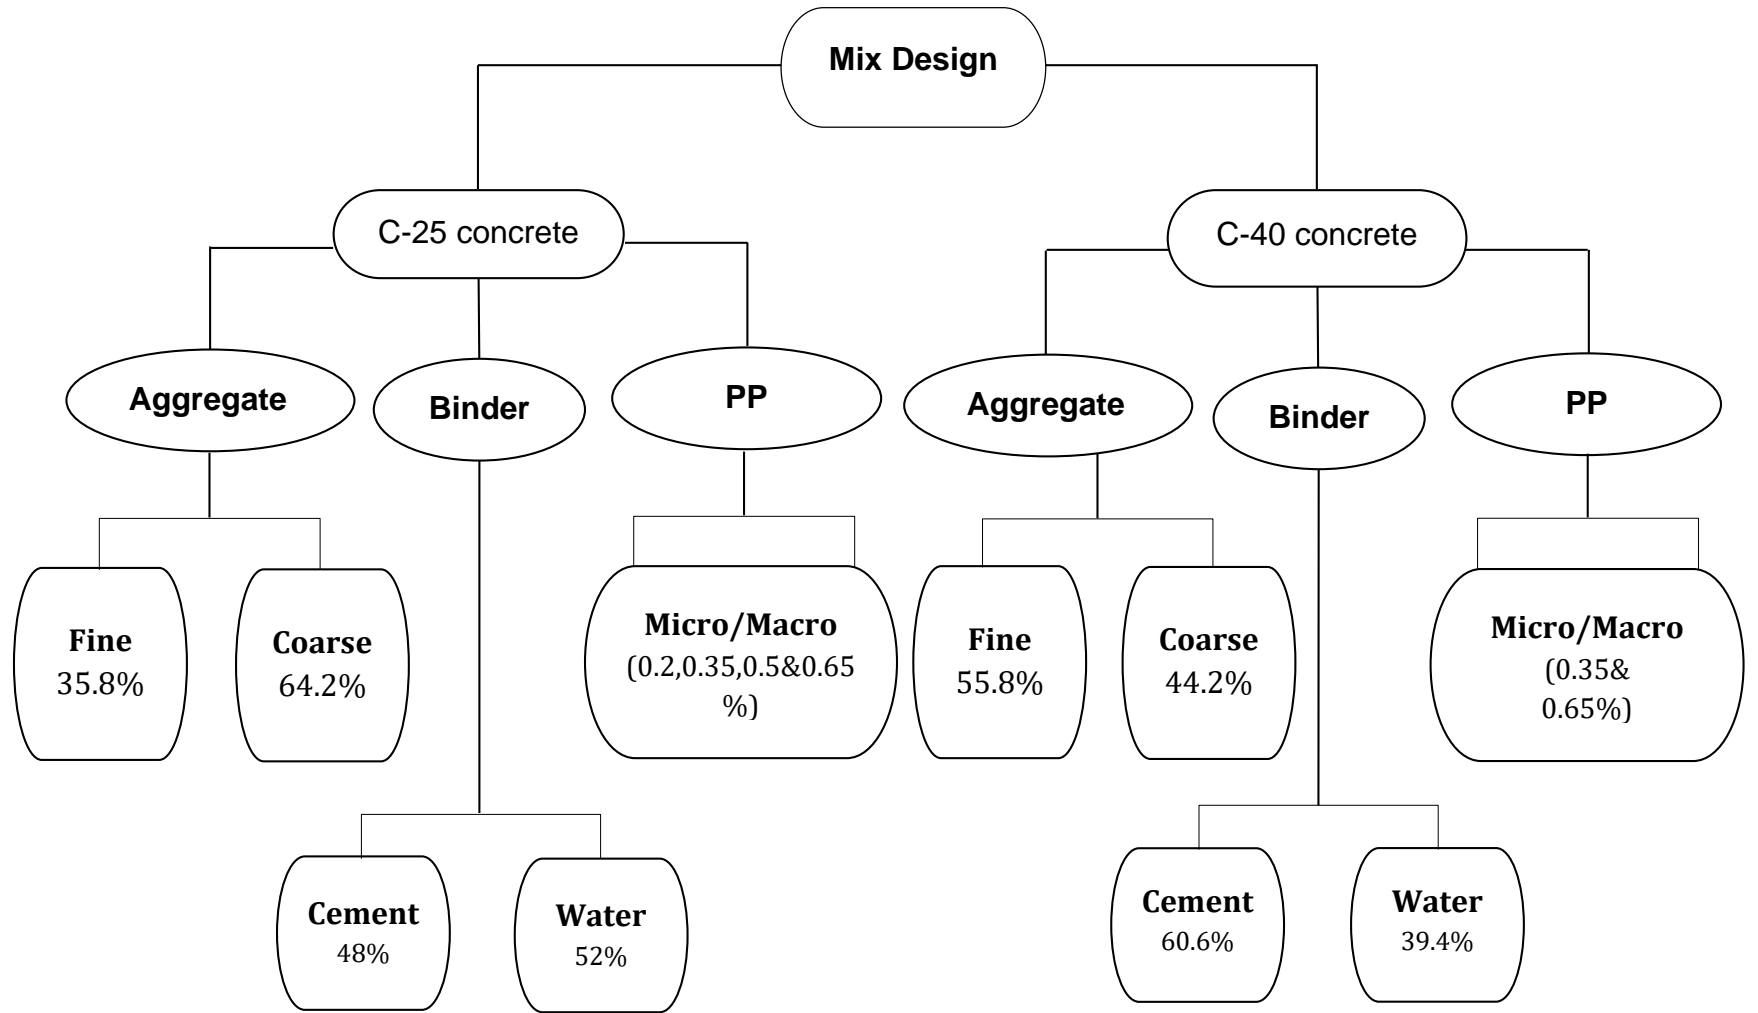 Mix Design
C-25 concrete
C-40 concrete
Aggregate
Binder
PP
Aggregate
Binder
PP
Fine
35.8%
Coarse
64.2%
Micro/Macro
(0.2,0.35,0.5&0.65
%)
Fine
55.8%
Coarse
44.2%
Micro/Macro
(0.35&
0.65%)
Cement
48%
Water
52%
Cement
60.6%
Water
39.4%